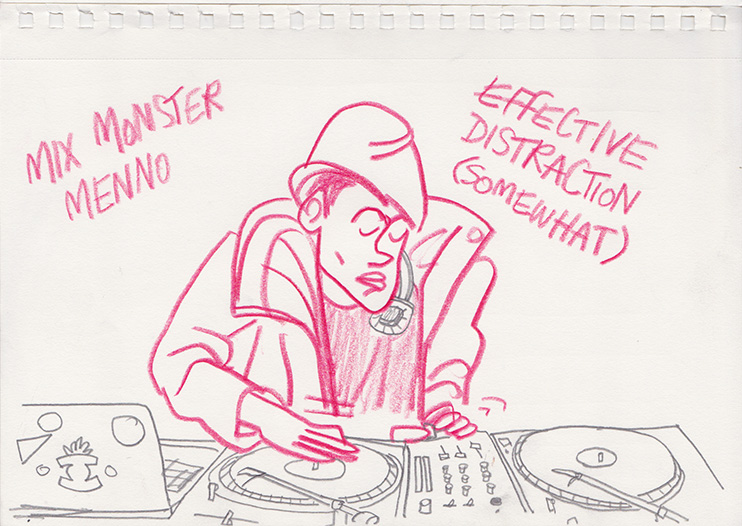 MIX MONSTER
MENNO
EFFECTIVE
DISTRACTION
(SOMEWHAT)